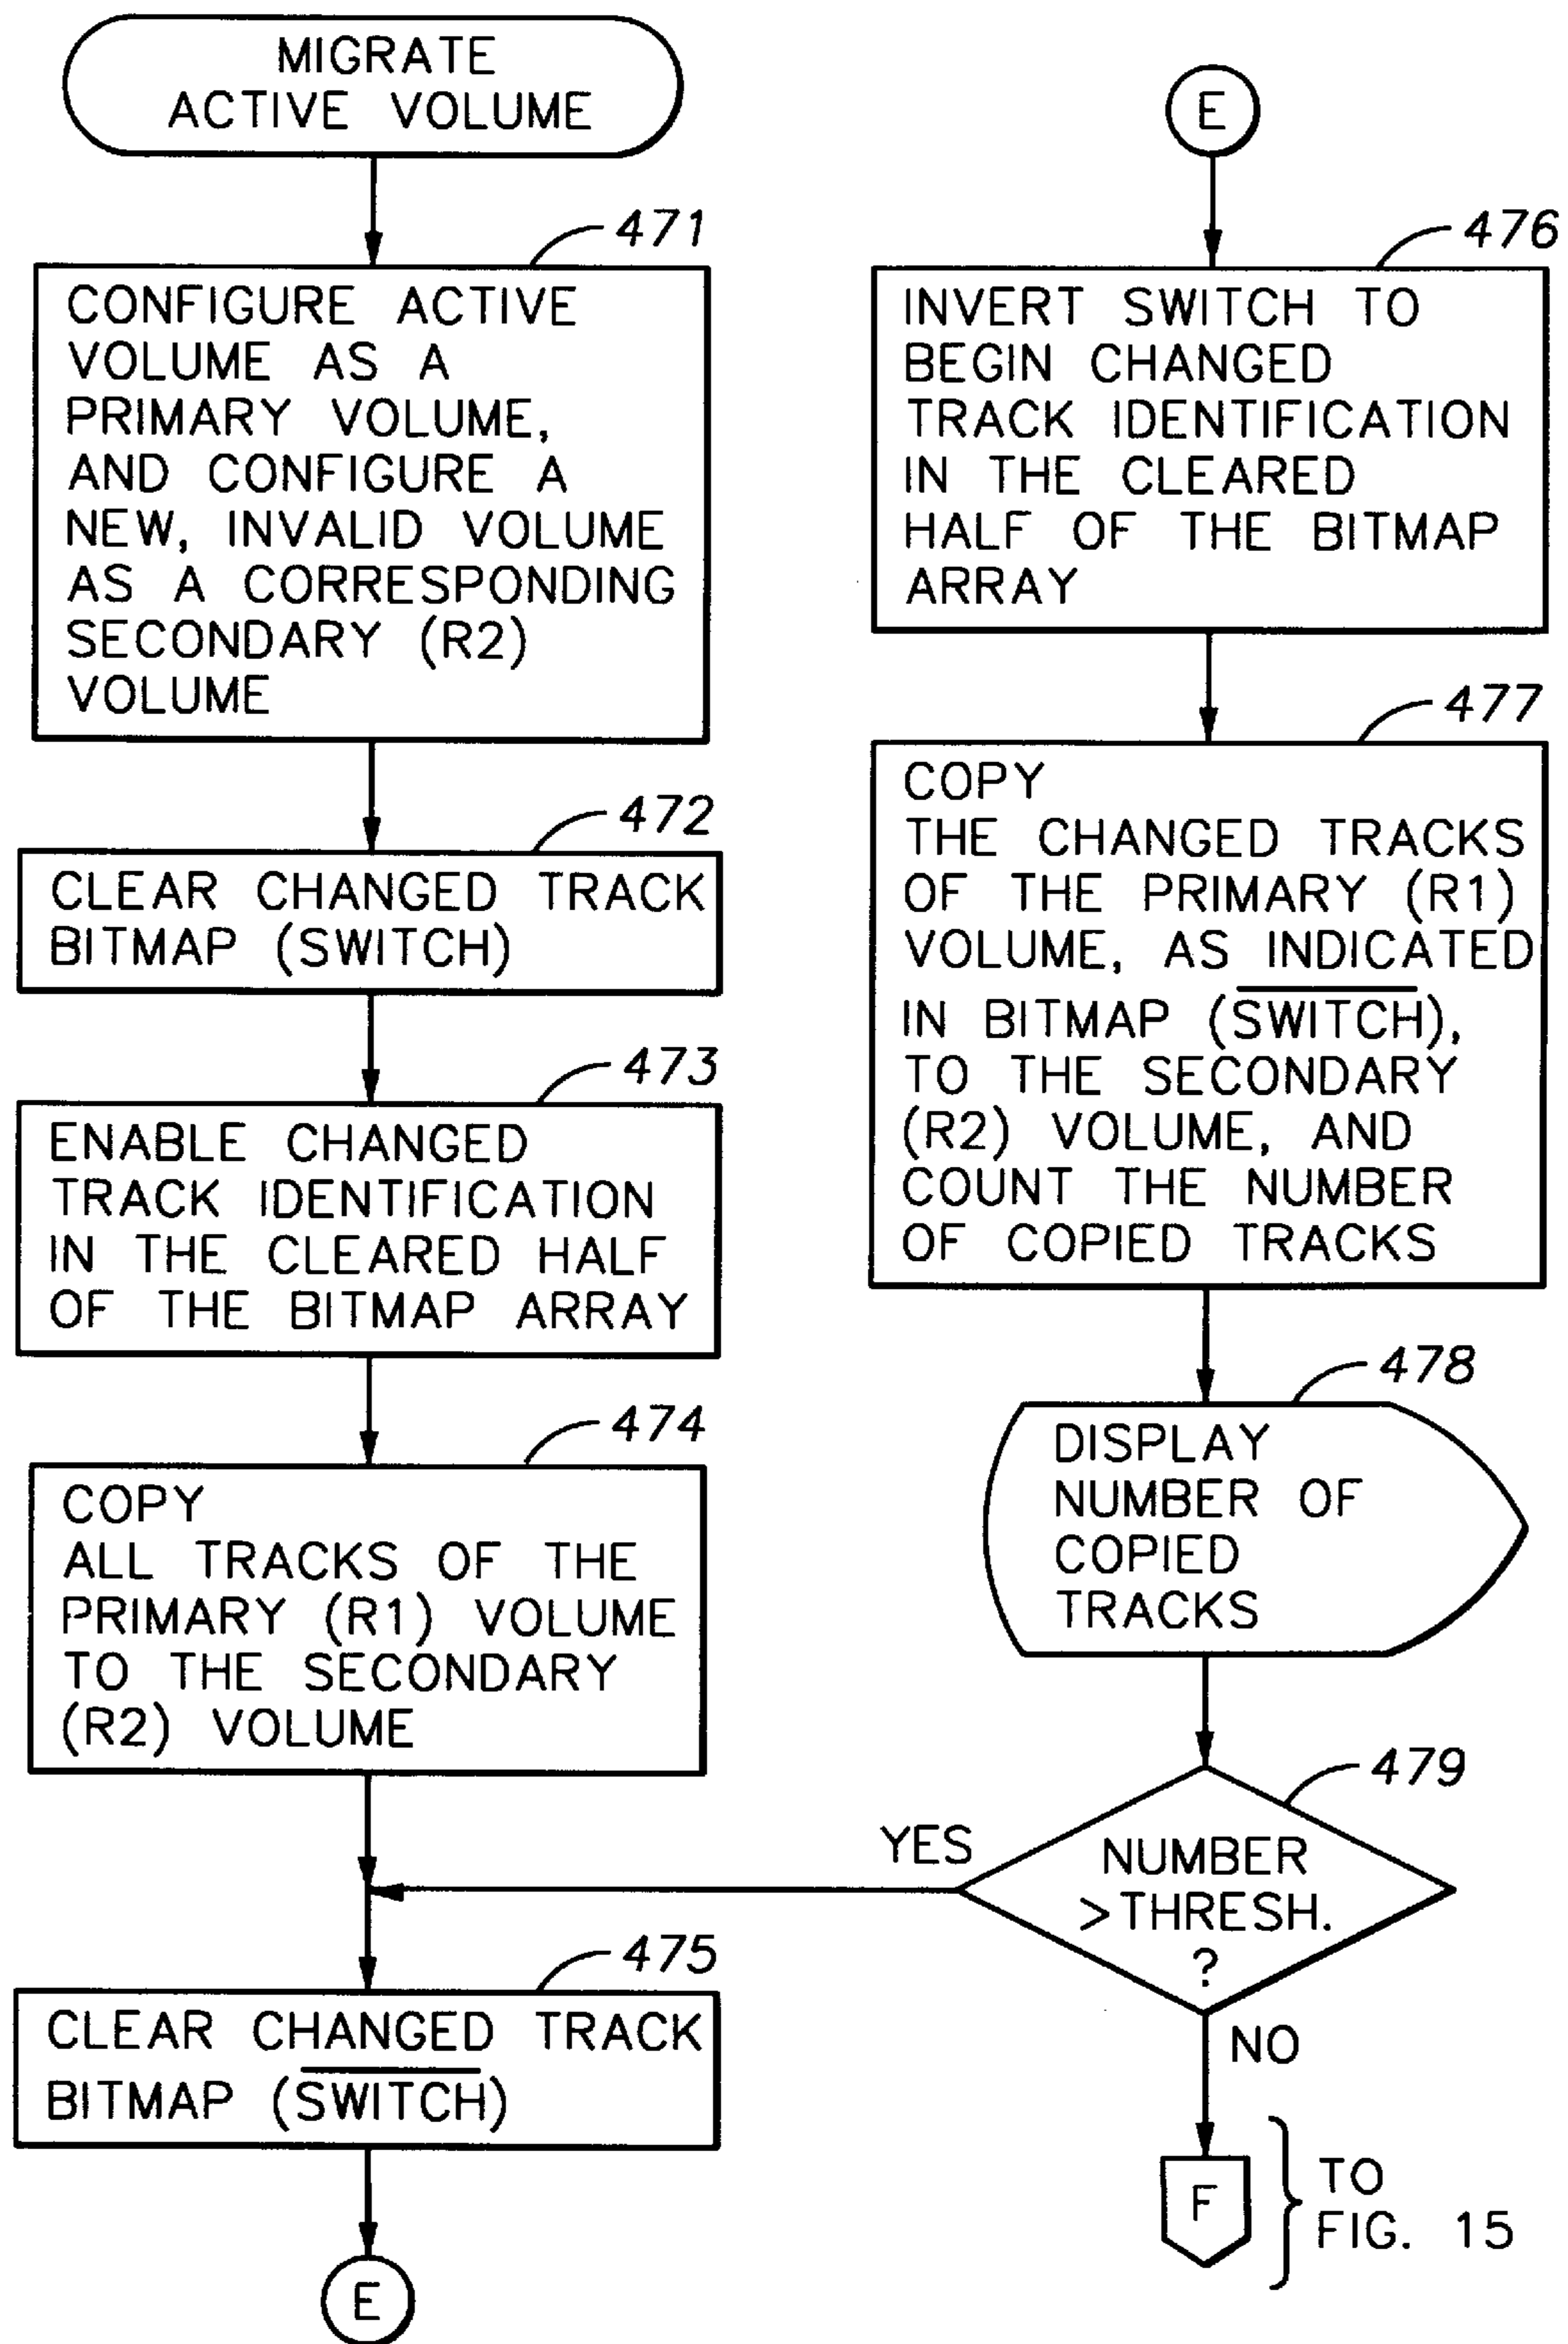 MIGRATE
ACTIVE VOLUME
471
CONFIGURE ACTIVE
VOLUME AS A
PRIMARY VOLUME,
AND CONFIGURE A
NEW, INVALID VOLUME
AS A CORRESPONDING
SECONDARY (R2)
VOLUME
472
CLEAR CHANGED TRACK
BITMAP (SWITCH)
473
ENABLE CHANGED
TRACK IDENTIFICATION
IN THE CLEARED HALF
OF THE BITMAP ARRAY
474
COPY
ALL TRACKS OF THE
PRIMARY (R1) VOLUME
TO THE SECONDARY
(R2) VOLUME
475
CLEAR CHANGED TRACK
BITMAP (S̅W̅I̅T̅C̅H̅)
E
E
476
INVERT SWITCH TO
BEGIN CHANGED
TRACK IDENTIFICATION
IN THE CLEARED
HALF OF THE BITMAP
ARRAY
477
COPY
THE CHANGED TRACKS
OF THE PRIMARY (R1)
VOLUME, AS INDICATED
IN BITMAP (S̅W̅I̅T̅C̅H̅),
TO THE SECONDARY
(R2) VOLUME, AND
COUNT THE NUMBER
OF COPIED TRACKS
478
DISPLAY
NUMBER OF
COPIED
TRACKS
479
YES
NUMBER
>THRESH.
?
NO
F
TO
FIG. 15